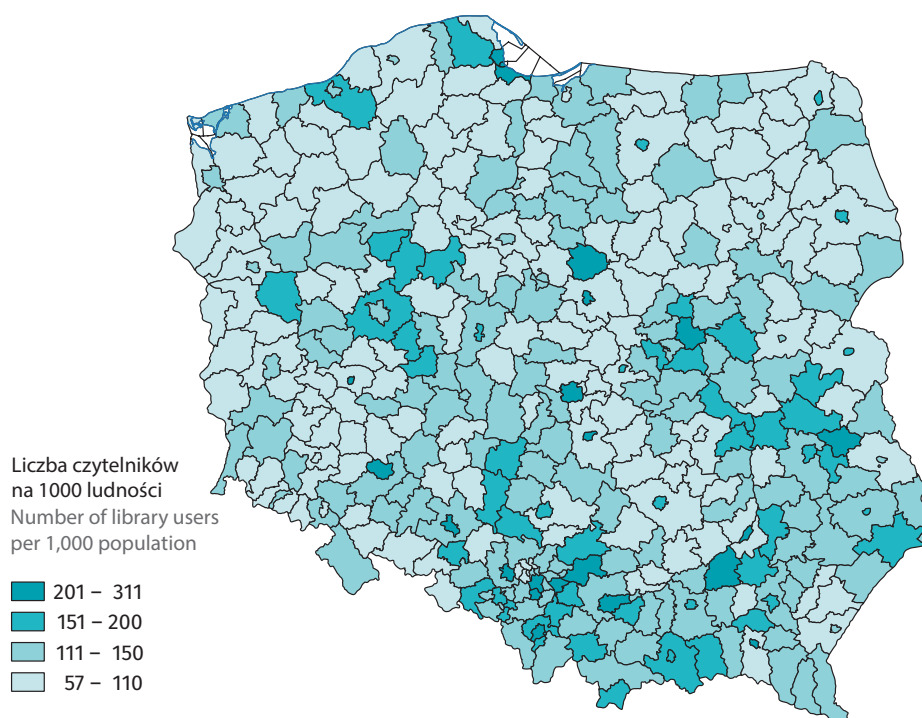 Liczba czytelników
na 1000 ludności
Number of library users
per 1,000 population
201 – 311
151 – 200
111 – 150
57 – 110